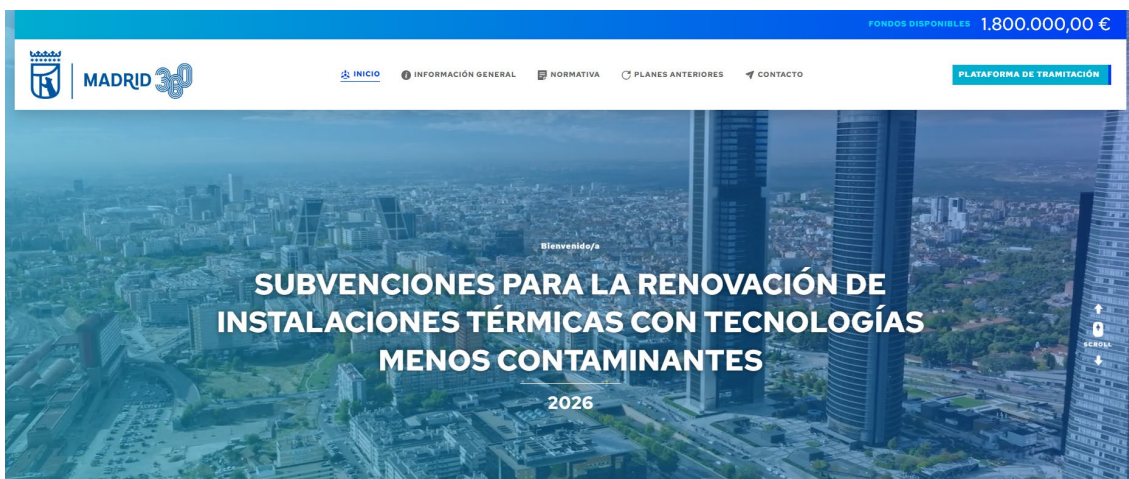 FONDOS DISPONIBLES 1.800.000,00 €
MADRID 360
INICIO INFORMACIÓN GENERAL NORMATIVA PLANES ANTERIORES CONTACTO
PLATAFORMA DE TRAMITACIÓN
Bienvenido/a
SUBVENCIONES PARA LA RENOVACIÓN DE
INSTALACIONES TÉRMICAS CON TECNOLOGÍAS
MENOS CONTAMINANTES
2026
SCROLL